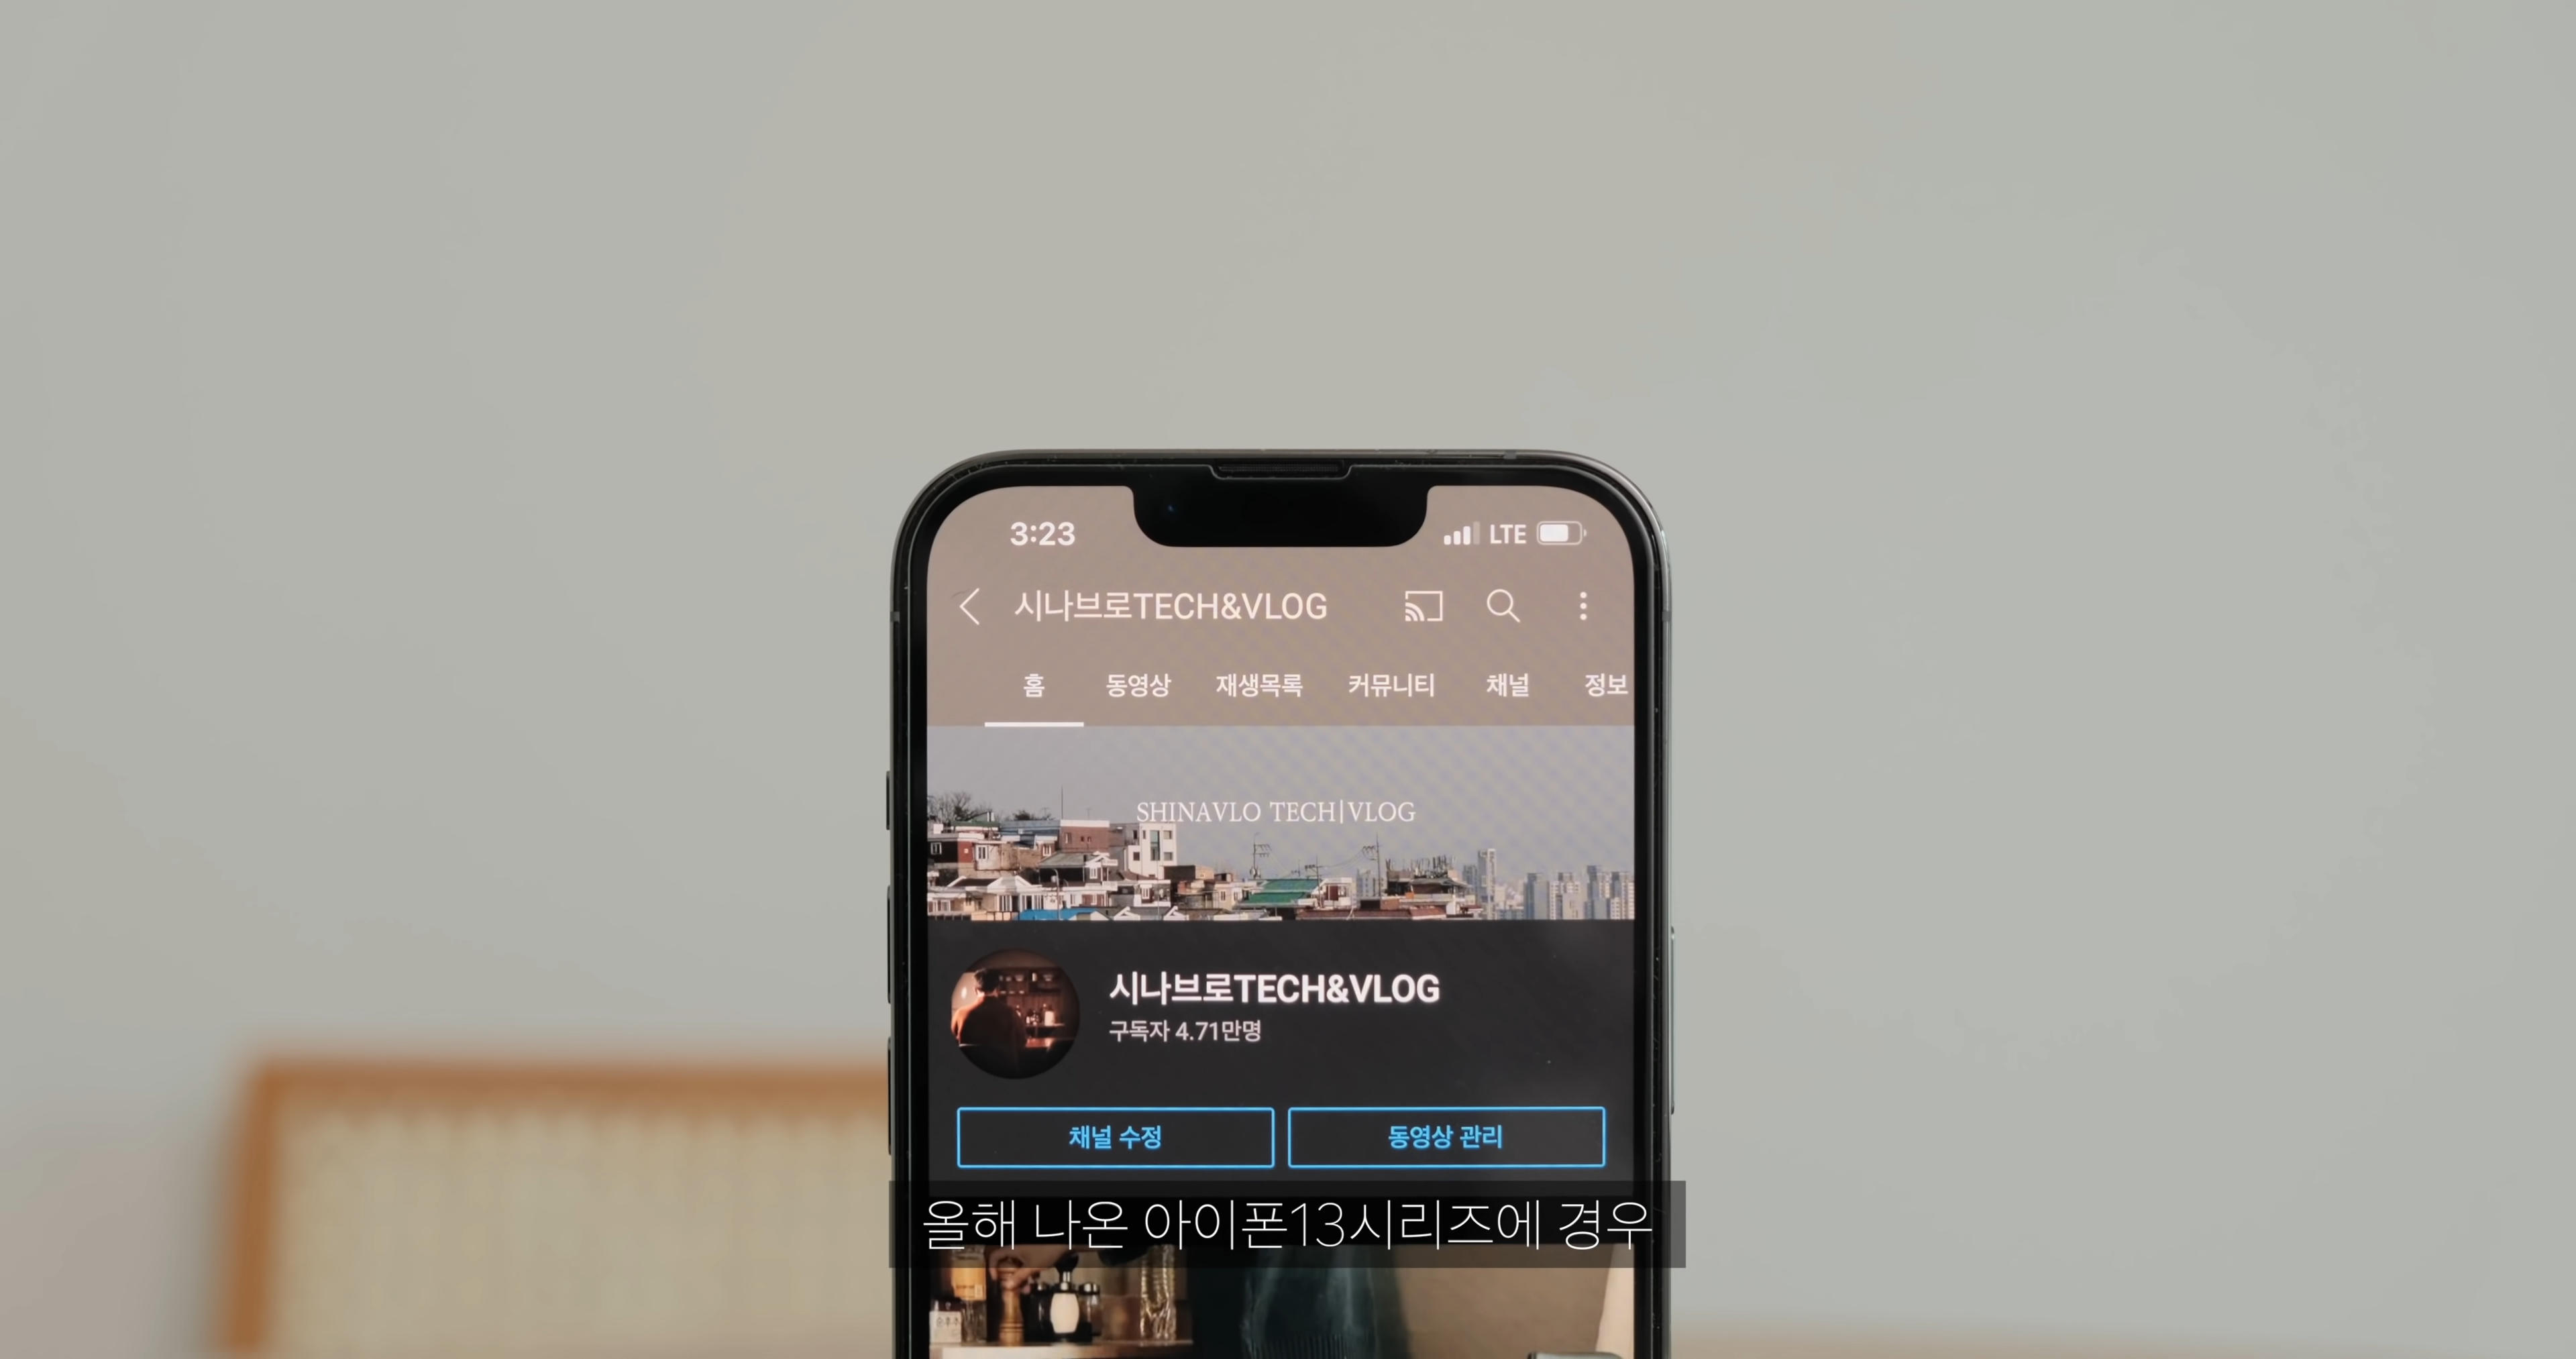 3:23 LTE
시나브로TECH&VLOG
홈 동영상 재생목록 커뮤니티 채널 정보
SHINAVLO TECH|VLOG
시나브로TECH&VLOG
구독자 4.71만명
채널 수정 동영상 관리
올해 나온 아이폰13시리즈에 경우